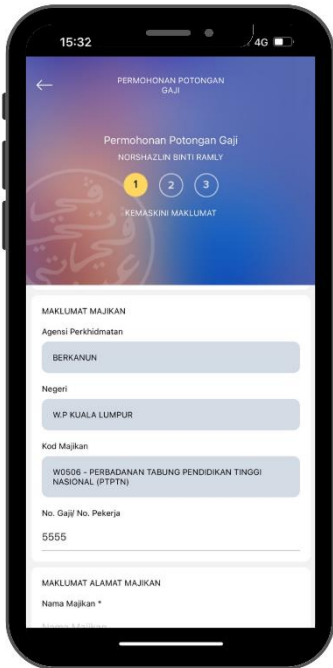 15:32
4G
PERMOHONAN POTONGAN
GAJI
Permohonan Potongan Gaji
NORSHAZLIN BINTI RAMLY
1 2 3
KEMASKINI MAKLUMAT
MAKLUMAT MAJIKAN
Agensi Perkhidmatan
BERKANUN
Negeri
W.P KUALA LUMPUR
Kod Majikan
W0506 - PERBADANAN TABUNG PENDIDIKAN TINGGI
NASIONAL (PTPTN)
No. Gaji/ No. Pekerja
5555
MAKLUMAT ALAMAT MAJIKAN
Nama Majikan *
Nama Majikan